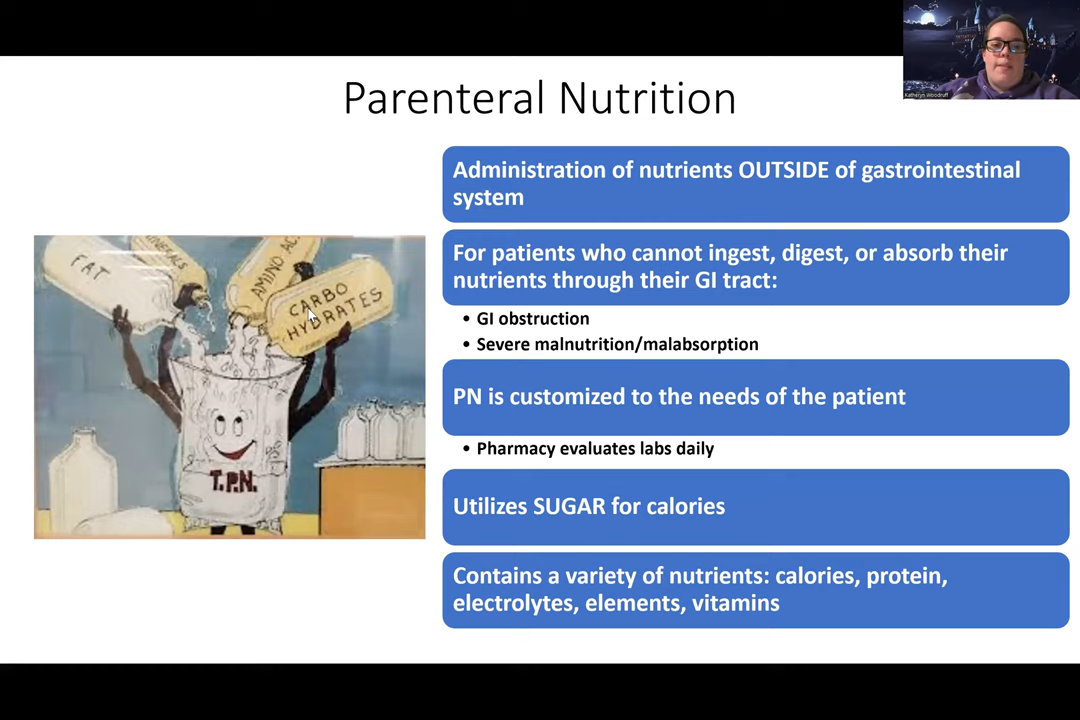 Parenteral Nutrition
Katheryn Woodruff
Administration of nutrients OUTSIDE of gastrointestinal
system
For patients who cannot ingest, digest, or absorb their
nutrients through their GI tract:
• GI obstruction
• Severe malnutrition/malabsorption
PN is customized to the needs of the patient
• Pharmacy evaluates labs daily
Utilizes SUGAR for calories
Contains a variety of nutrients: calories, protein,
electrolytes, elements, vitamins
FAT
AMINO
CARBO
HYDRATES
T.P.N.